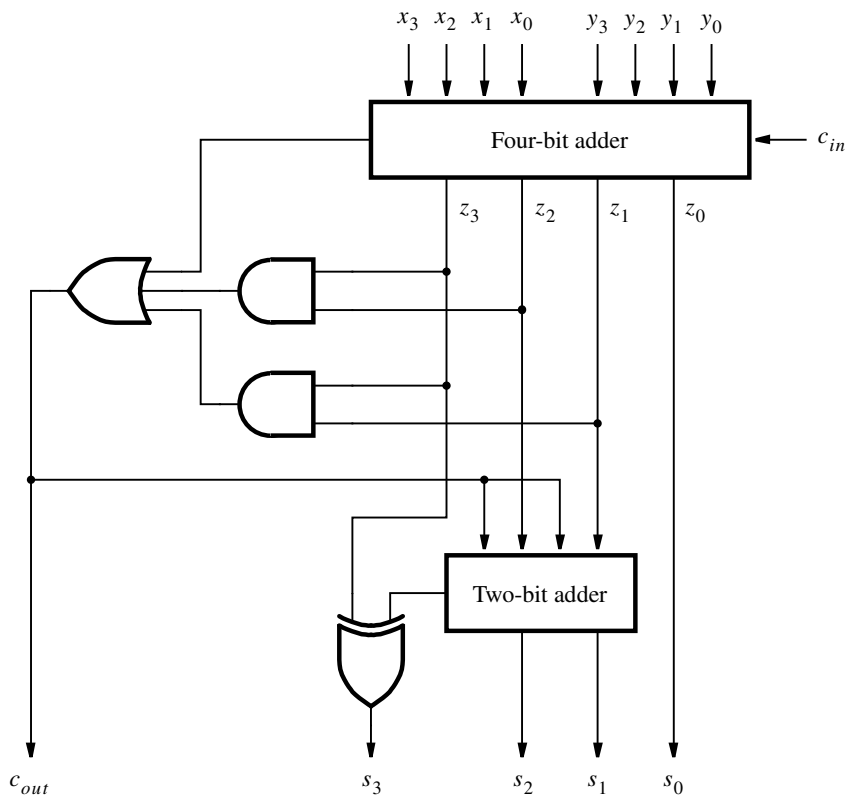 x3 x2 x1 x0 y3 y2 y1 y0
Four-bit adder
cin
z3 z2 z1 z0
Two-bit adder
cout s3 s2 s1 s0